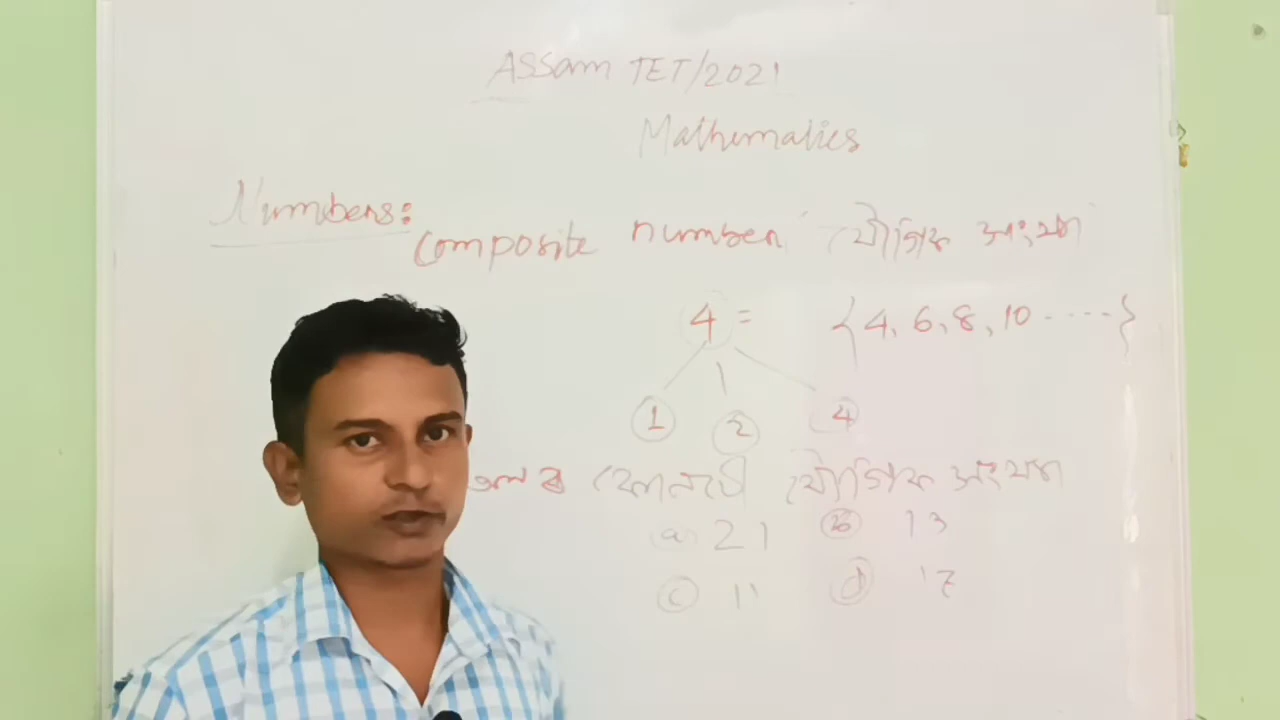 Assam TET/2021
Mathematics
Numbers:
Composite number যৌগিক সংখ্যা
4 = {4, 6, 8, 10 ..... }
1 2 4
তলৰ কোনটো যৌগিক সংখ্যা
(a) 21 (b) 13
(c) 11 (d) 17